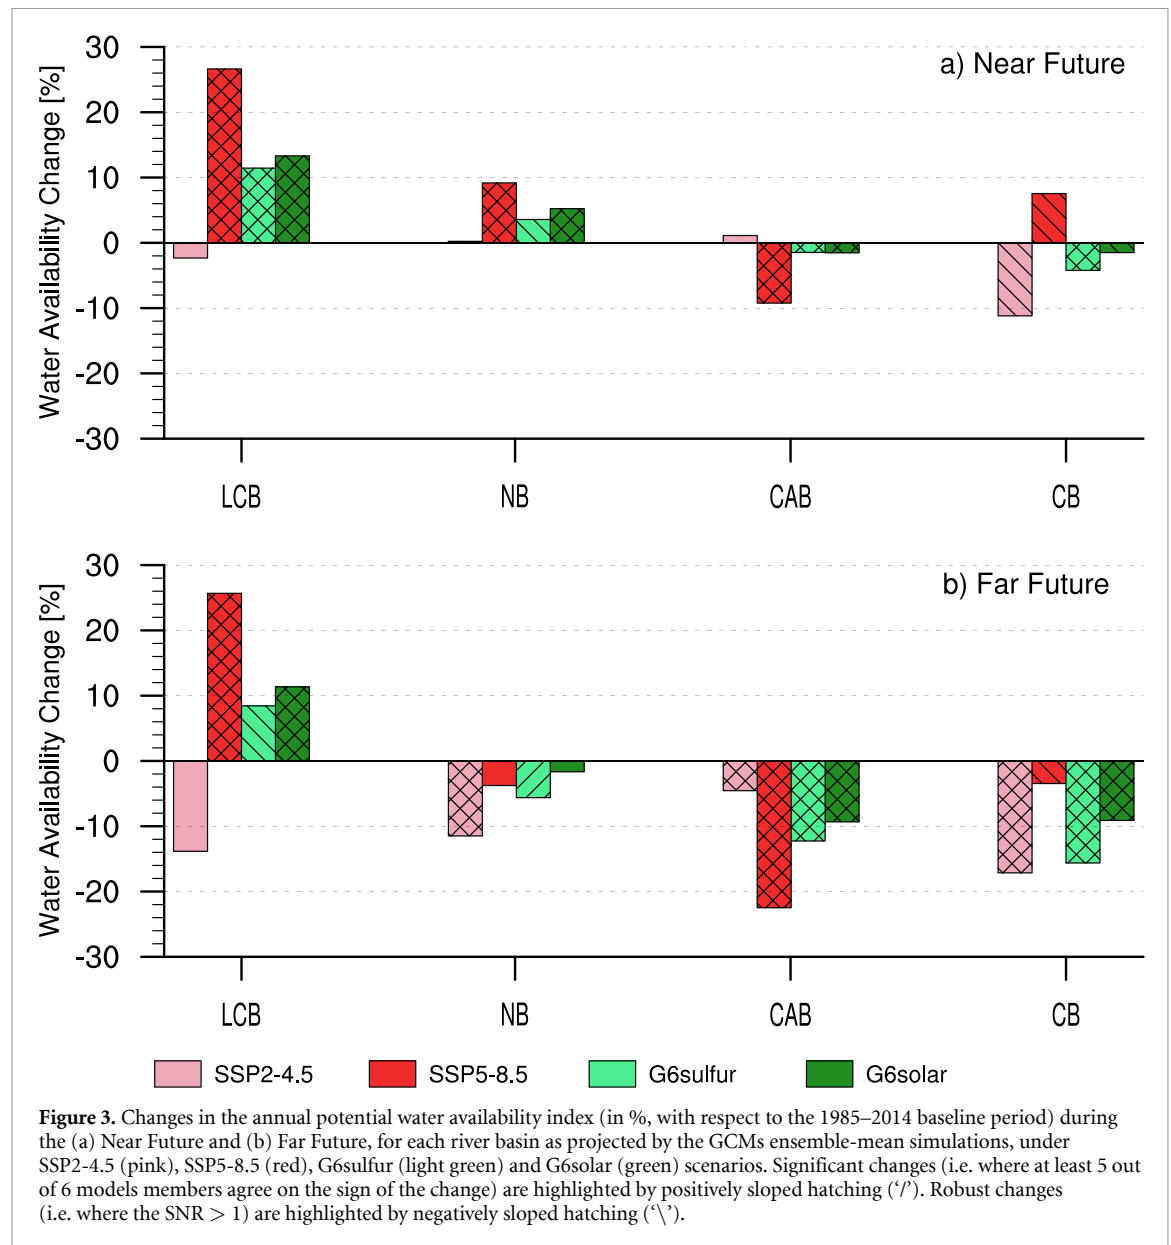 30
20
10
0
-10
-20
-30
Water Availability Change [%]
a) Near Future
LCB NB CAB CB
30
20
10
0
-10
-20
-30
Water Availability Change [%]
b) Far Future
LCB NB CAB CB
SSP2-4.5 SSP5-8.5 G6sulfur G6solar
Figure 3. Changes in the annual potential water availability index (in %, with respect to the 1985–2014 baseline period) during
the (a) Near Future and (b) Far Future, for each river basin as projected by the GCMs ensemble-mean simulations, under
SSP2-4.5 (pink), SSP5-8.5 (red), G6sulfur (light green) and G6solar (green) scenarios. Significant changes (i.e. where at least 5 out
of 6 models members agree on the sign of the change) are highlighted by positively sloped hatching (‘/’). Robust changes
(i.e. where the SNR > 1) are highlighted by negatively sloped hatching (‘\’).